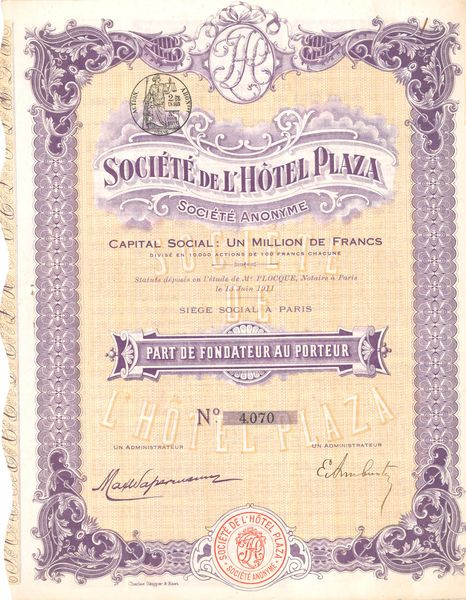 SOCIÉTÉ DE L'HÔTEL PLAZA
SOCIÉTÉ ANONYME
CAPITAL SOCIAL: UN MILLION DE FRANCS
DIVISÉ EN 10.000 ACTIONS DE 100 FRANCS CHACUNE
Statuts déposés en l'étude de Me PLOCQUE, Notaire à Paris
le 13 Juin 1911
SIÈGE SOCIAL À PARIS
SOCIÉTÉ
DE
L'HÔTEL PLAZA
PART DE FONDATEUR AU PORTEUR
No. 4.070
UN ADMINISTRATEUR
UN ADMINISTRATEUR
SOCIÉTÉ DE L'HÔTEL PLAZA
SOCIÉTÉ ANONYME